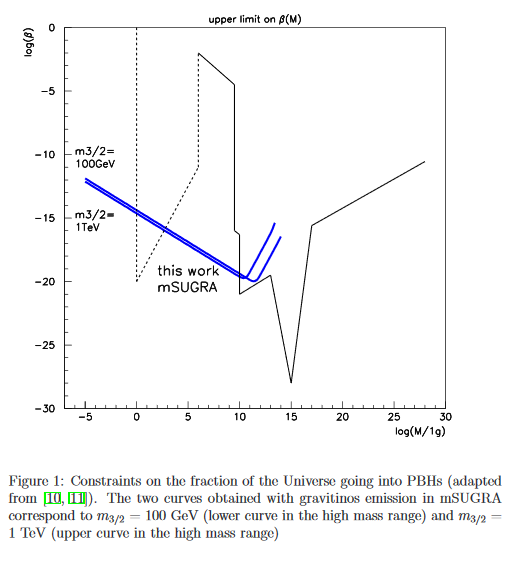 upper limit on β(M)
log(β)
0
−5
−10
−15
−20
−25
−30
m3/2=
100GeV
m3/2=
1TeV
this work
mSUGRA
−5 0 5 10 15 20 25 30
log(M/1g)
Figure 1: Constraints on the fraction of the Universe going into PBHs (adapted
from [10, 11]). The two curves obtained with gravitinos emission in mSUGRA
correspond to m3/2 = 100 GeV (lower curve in the high mass range) and m3/2 =
1 TeV (upper curve in the high mass range)